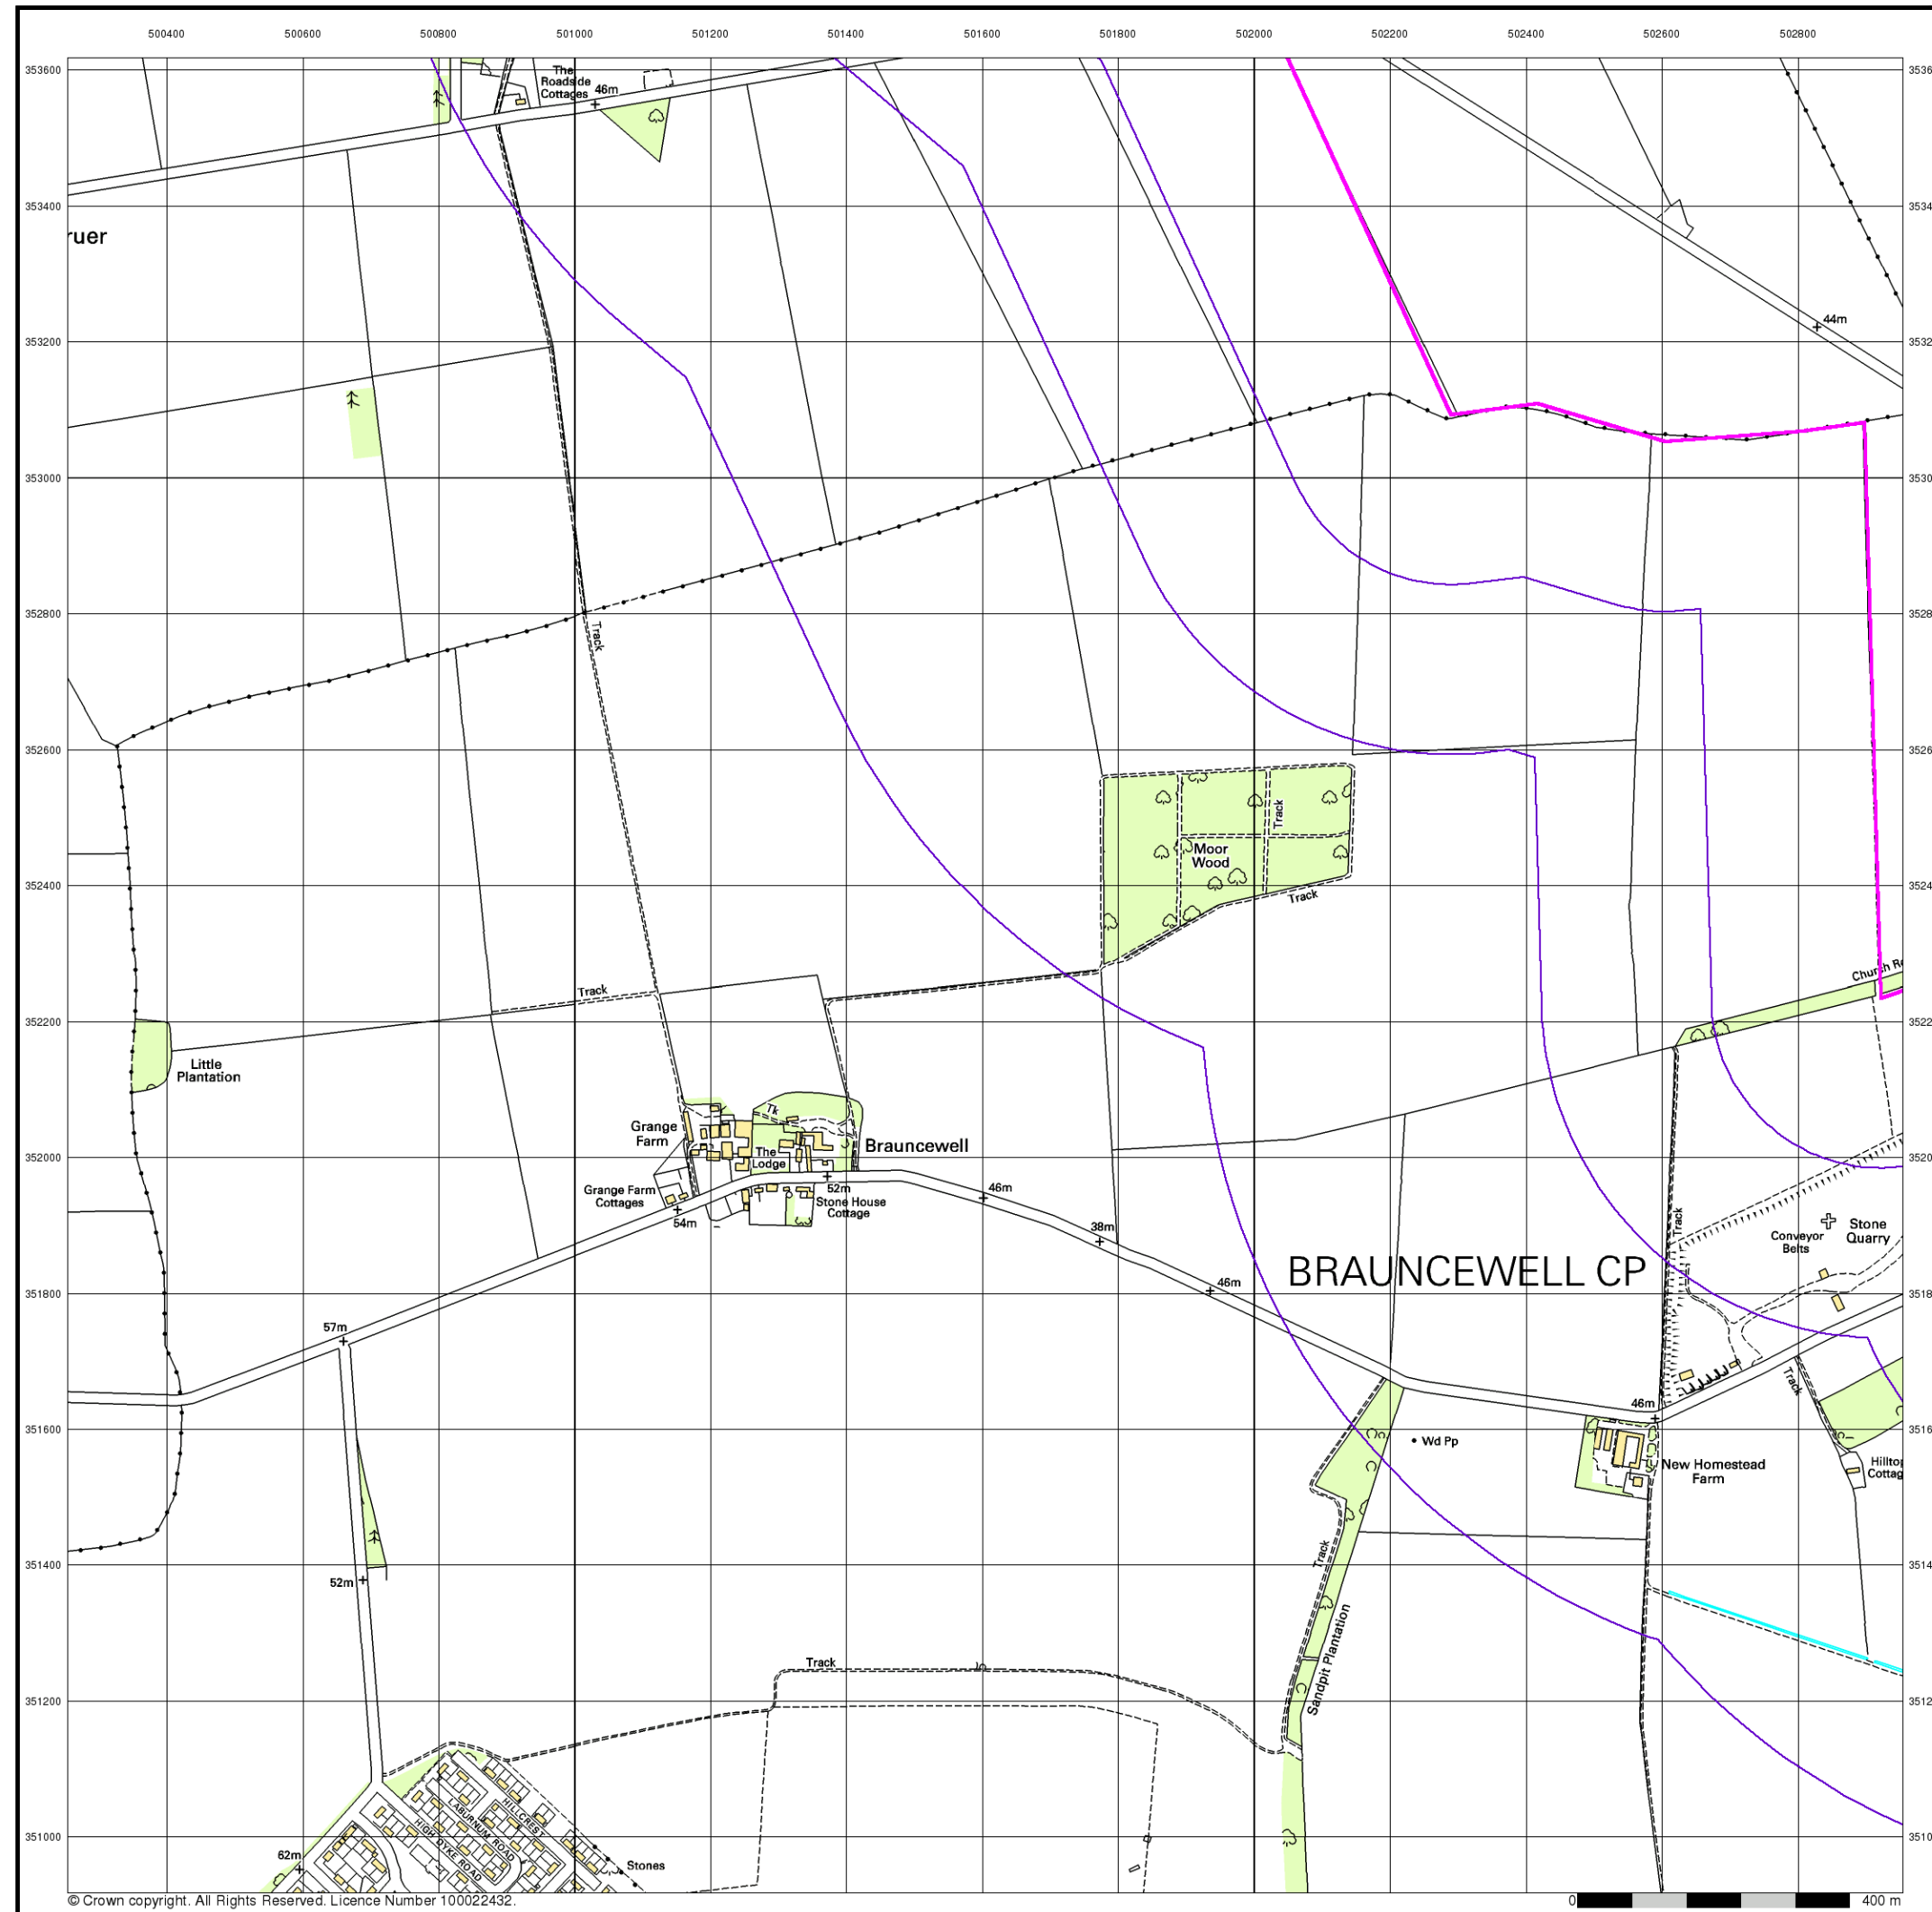 500400 500600 500800 501000 501200 501400 501600 501800 502000 502200 502400 502600 502800
353600
The
Roadside
Cottages
46m
353400
ruer
353200
44m
353000
Track
352800
352600
Track
Moor
Wood
352400
Track
Track
352200
Little
Plantation
Tk
Grange
Farm
The
Lodge
Brauncewell
352000
Grange Farm
Cottages
52m
46m
54m
Stone House
Cottage
38m
Track
Stone
Quarry
Conveyor
Belts
46m
BRAUNCEWELL CP
351800
57m
Track
46m
351600
Wd Pp
New Homestead
Farm
351400
52m
Track
Sandpit Plantation
Track
351200
HILLCREST
LABURNUM ROAD
HIGH DYKE ROAD
351000
62m
Stones
© Crown copyright. All Rights Reserved. Licence Number 100022432.
0 400 m